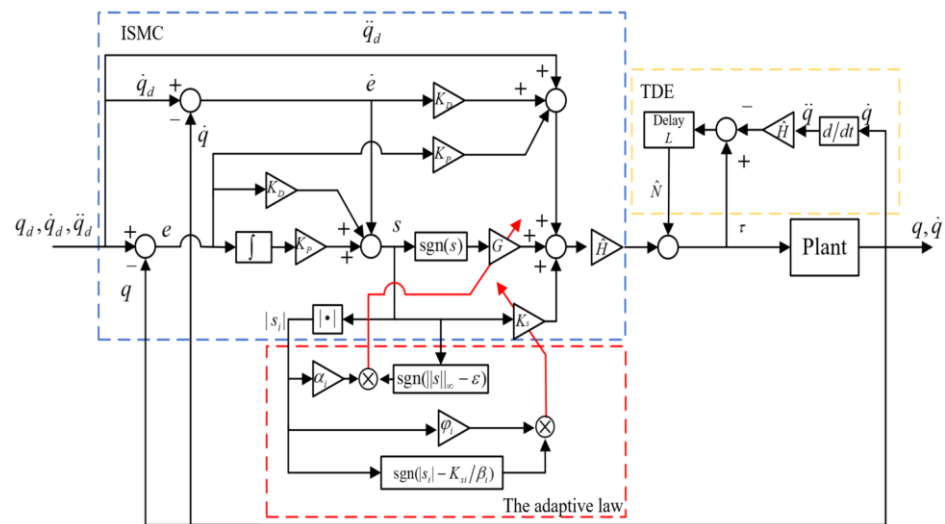 ISMC
q̈_d
TDE
q̇_d
+
−
q̇
ė
K_D
+
+
+
K_P
K_D
Delay
L
−
+
Ĥ
q̈
d/dt
q̇
N̂
q_d, q̇_d, q̈_d
+
−
q
e
∫
K_P
+
+
s
sgn(s)
G
+
+
+
Ĥ
τ
Plant
q, q̇
|s_i|
|•|
K_s
α_i
sgn(||s||_∞ − ε)
φ_i
sgn(|s_i| − K_si/β_i)
The adaptive law